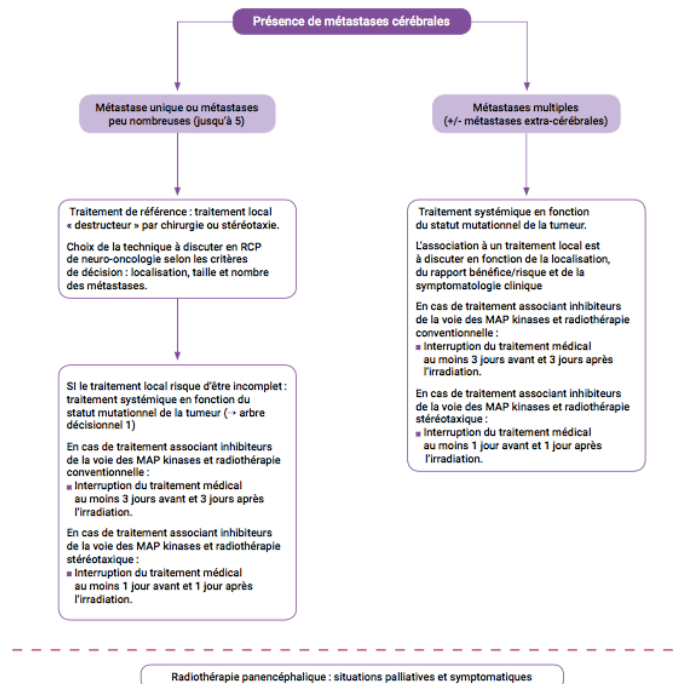 Présence de métastases cérébrales
Métastase unique ou métastases
peu nombreuses (jusqu'à 5)
Traitement de référence : traitement local
« destructeur » par chirurgie ou stéréotaxie.
Choix de la technique à discuter en RCP
de neuro-oncologie selon les critères
de décision : localisation, taille et nombre
des métastases.
SI le traitement local risque d'être incomplet :
traitement systémique en fonction du
statut mutationnel de la tumeur (→ arbre
décisionnel 1)
En cas de traitement associant inhibiteurs
de la voie des MAP kinases et radiothérapie
conventionnelle :
■ Interruption du traitement médical
au moins 3 jours avant et 3 jours après
l'irradiation.
En cas de traitement associant inhibiteurs
de la voie des MAP kinases et radiothérapie
stéréotaxique :
■ Interruption du traitement médical
au moins 1 jour avant et 1 jour après
l'irradiation.
Métastases multiples
(+/- métastases extra-cérébrales)
Traitement systémique en fonction
du statut mutationnel de la tumeur.
L'association à un traitement local est
à discuter en fonction de la localisation,
du rapport bénéfice/risque et de la
symptomatologie clinique
En cas de traitement associant inhibiteurs
de la voie des MAP kinases et radiothérapie
conventionnelle :
■ Interruption du traitement médical
au moins 3 jours avant et 3 jours après
l'irradiation.
En cas de traitement associant inhibiteurs
de la voie des MAP kinases et radiothérapie
stéréotaxique :
■ Interruption du traitement médical
au moins 1 jour avant et 1 jour après
l'irradiation.
Radiothérapie panencéphalique : situations palliatives et symptomatiques